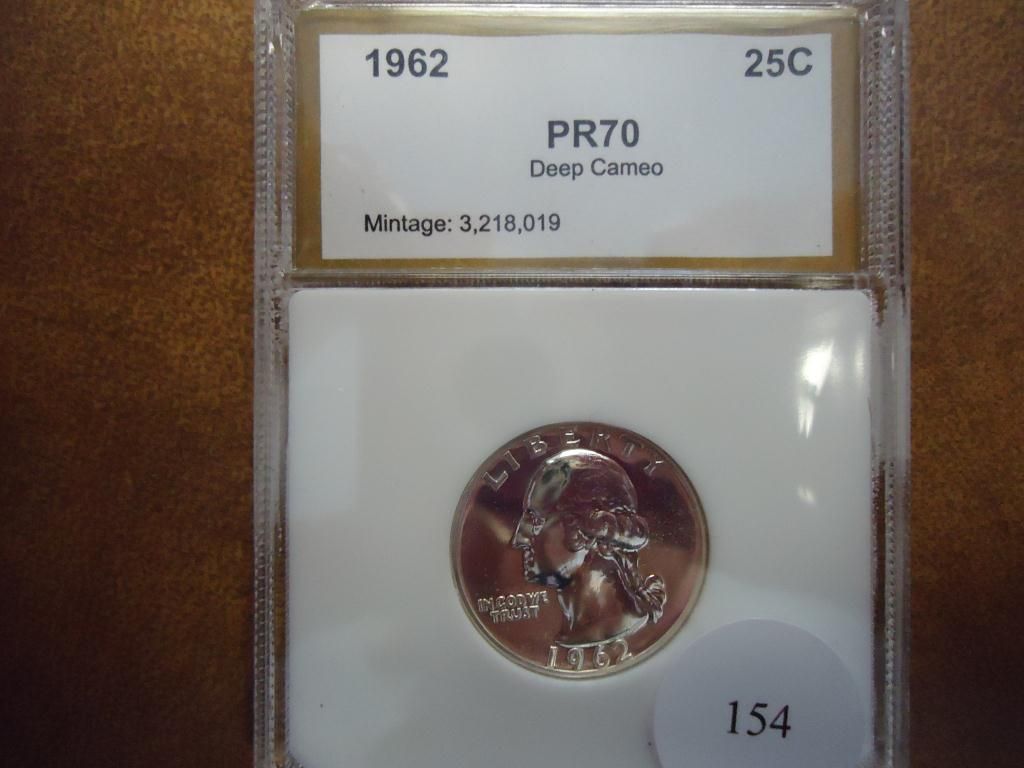 1962 25C
PR70
Deep Cameo
Mintage: 3,218,019
LIBERTY
IN GOD WE
TRUST
1962
154